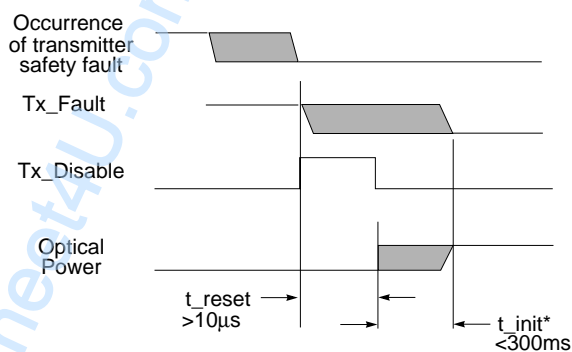 Occurrence
of transmitter
safety fault
Tx_Fault
Tx_Disable
Optical
Power
t_reset
>10µs
t_init*
<300ms